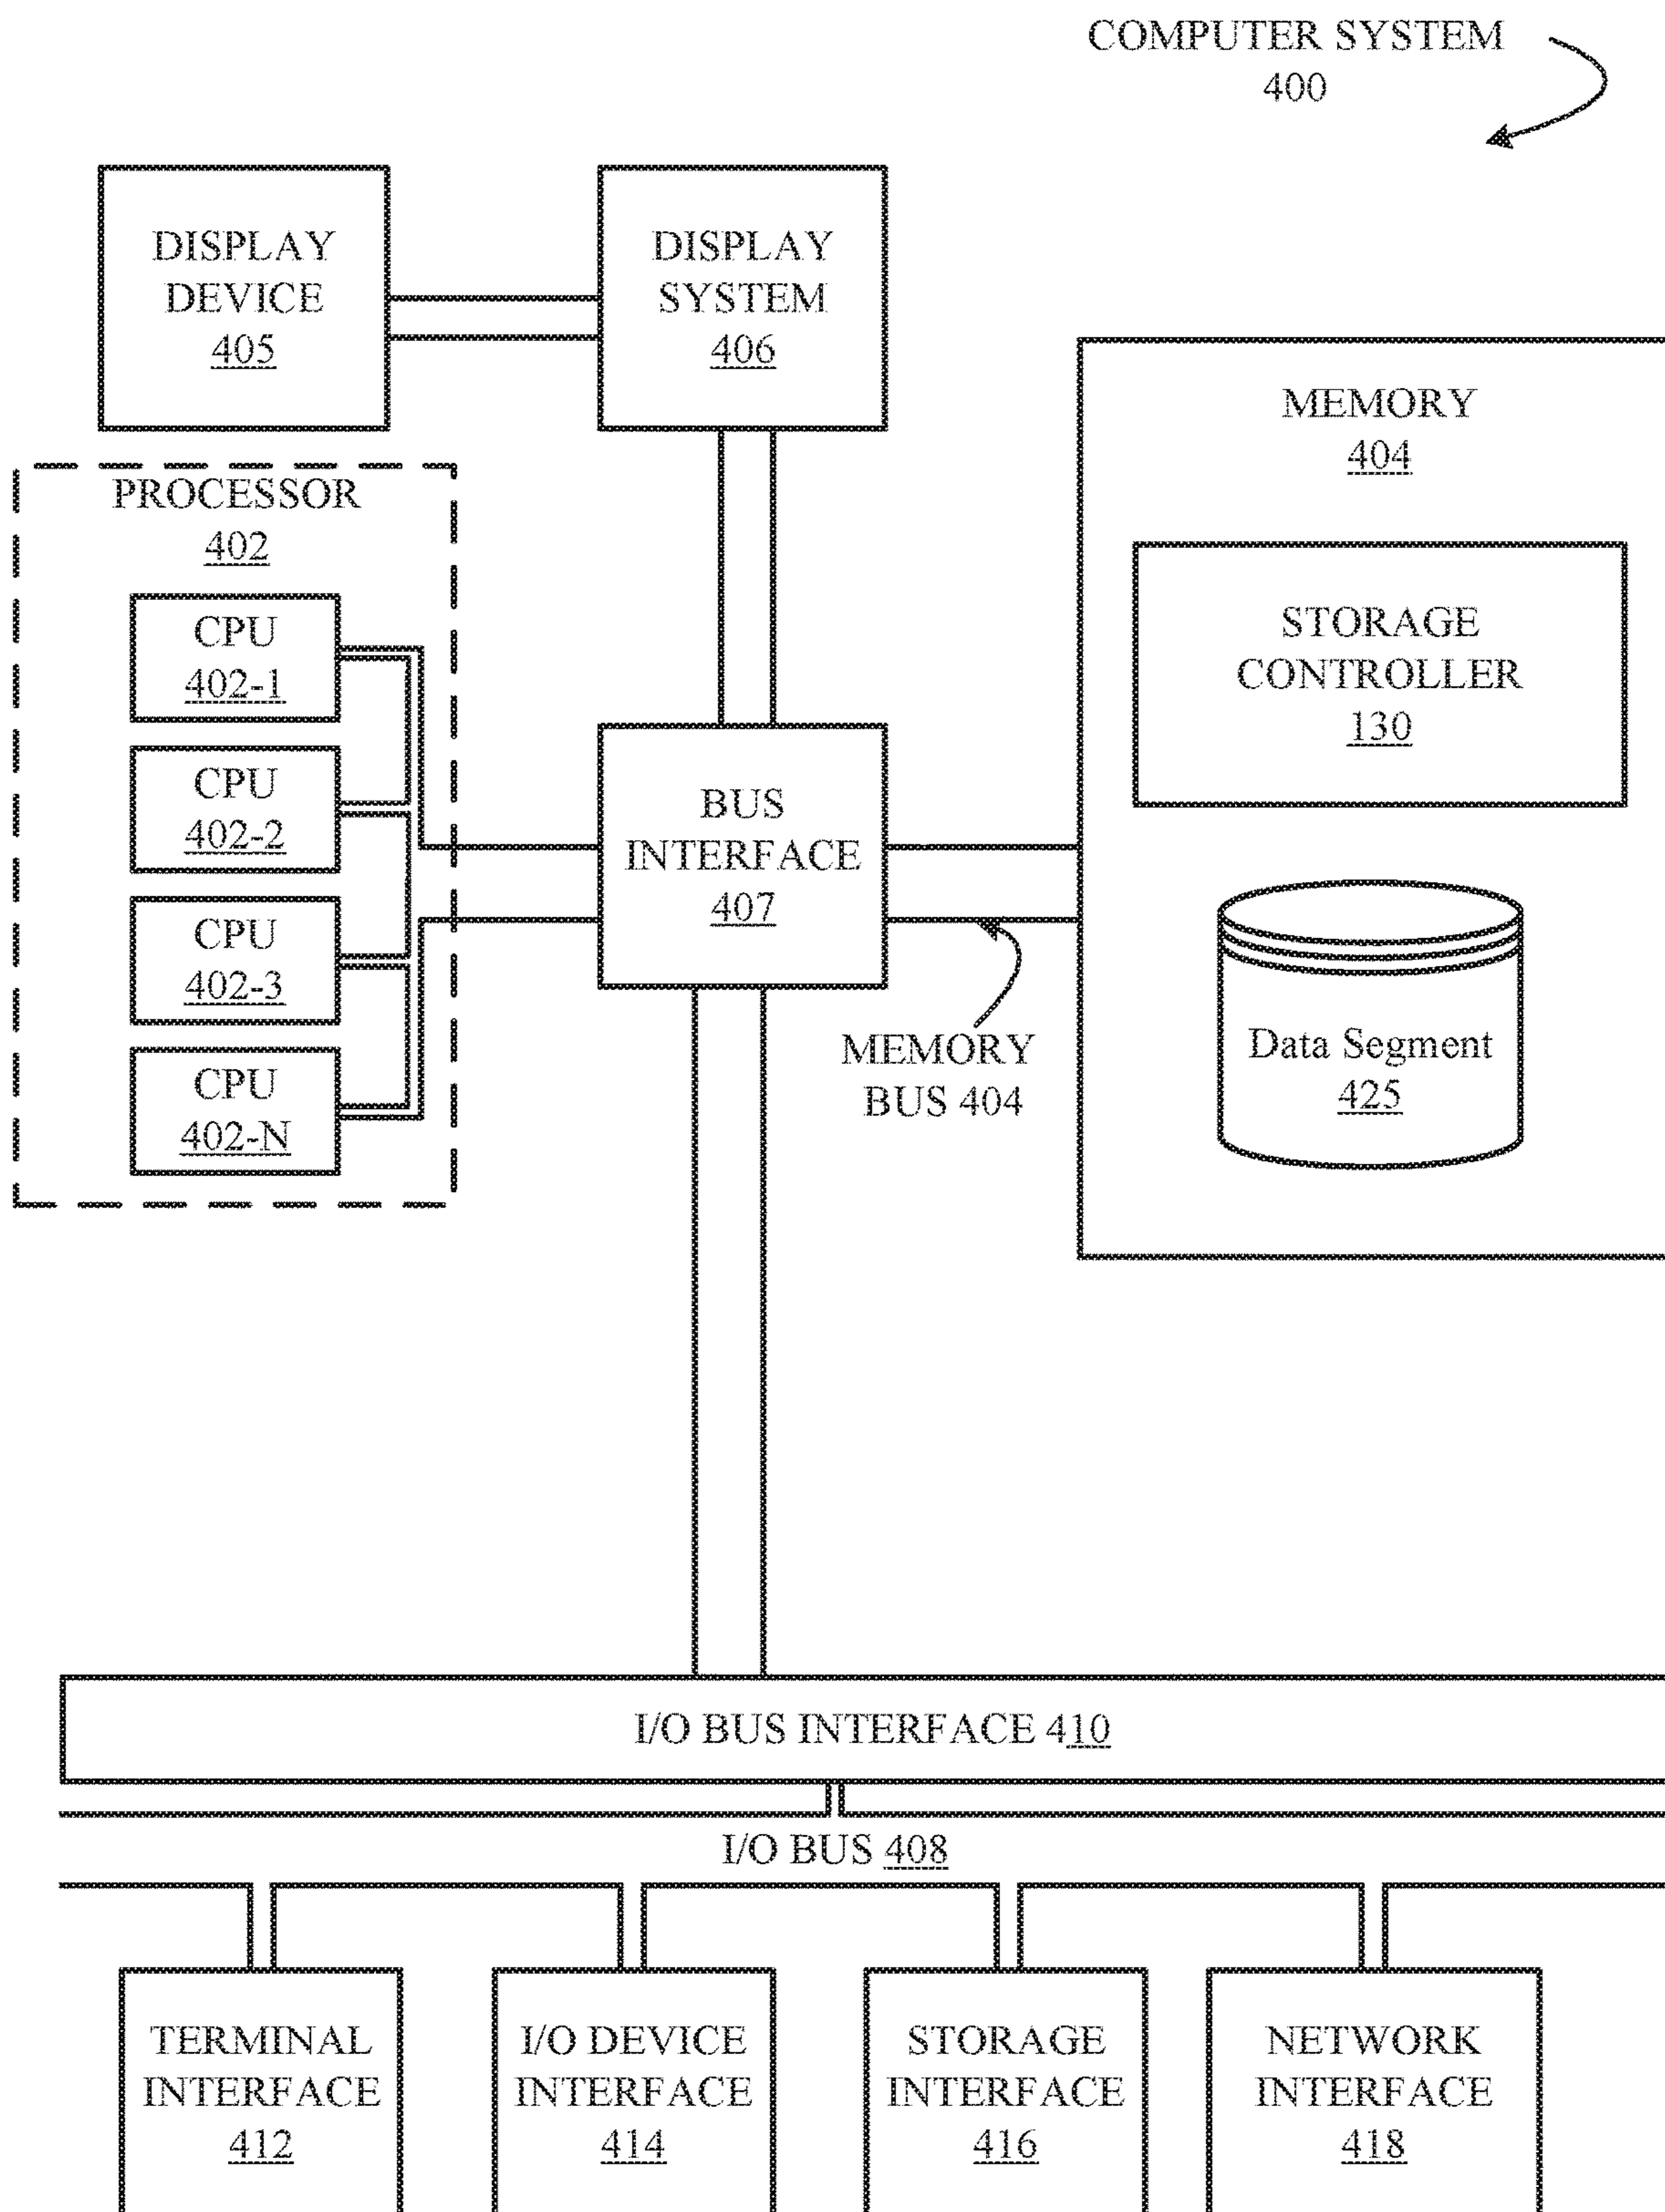 COMPUTER SYSTEM
400
DISPLAY
DEVICE
405
DISPLAY
SYSTEM
406
MEMORY
404
PROCESSOR
402
CPU
402-1
CPU
402-2
CPU
402-3
CPU
402-N
BUS
INTERFACE
407
STORAGE
CONTROLLER
130
MEMORY
BUS 404
Data Segment
425
I/O BUS INTERFACE 410
I/O BUS 408
TERMINAL
INTERFACE
412
I/O DEVICE
INTERFACE
414
STORAGE
INTERFACE
416
NETWORK
INTERFACE
418